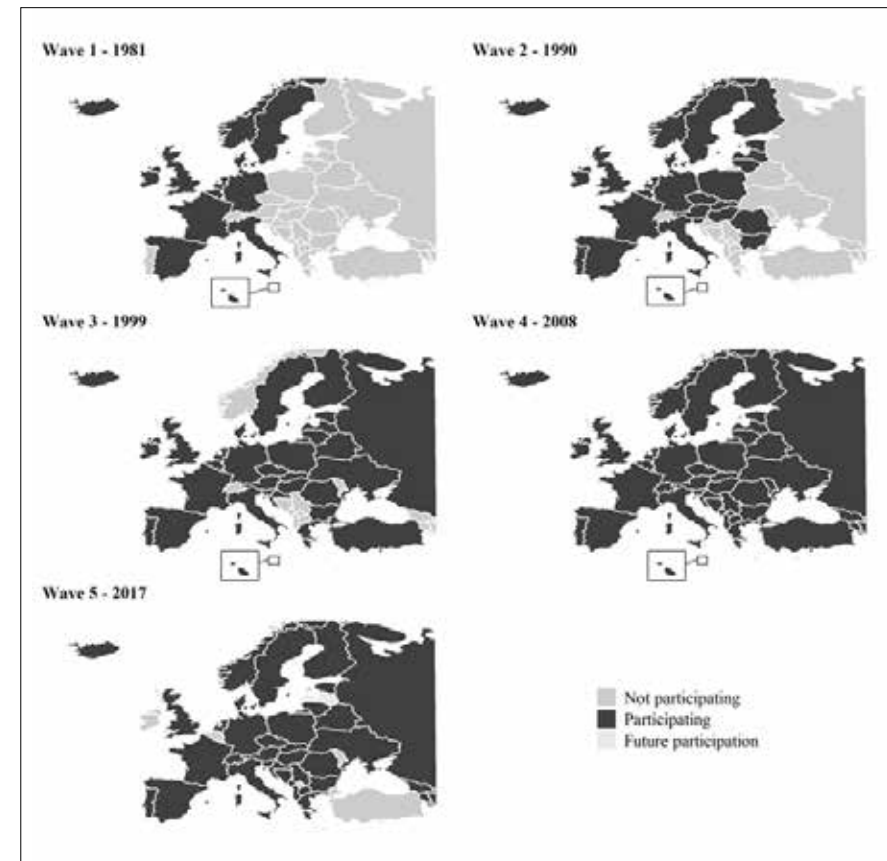 Wave 1 - 1981
Wave 2 - 1990
Wave 3 - 1999
Wave 4 - 2008
Wave 5 - 2017
Not participating
Participating
Future participation